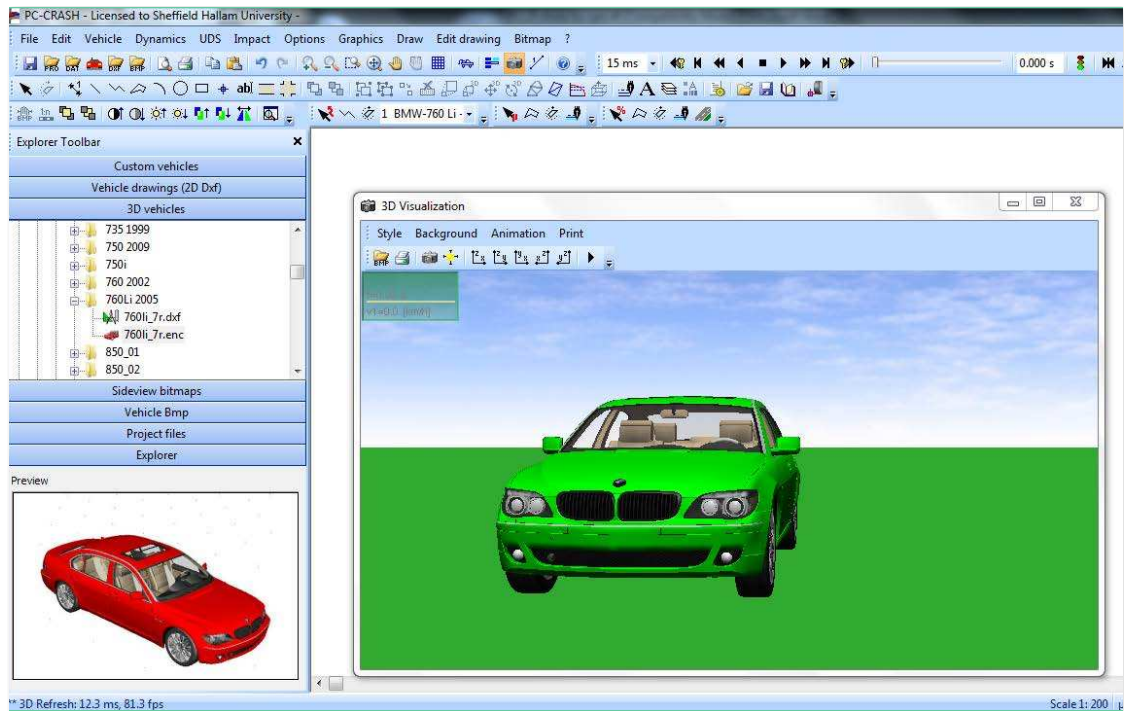 PC-CRASH - Licensed to Sheffield Hallam University -
File Edit Vehicle Dynamics UDS Impact Options Graphics Draw Edit drawing Bitmap ?
15 ms 0.000 s
1 BMW-760 Li -
Explorer Toolbar
Custom vehicles
Vehicle drawings (2D Dxf)
3D vehicles
735 1999
750 2009
750i
760 2002
760Li 2005
760li_7r.dxf
760li_7r.enc
850_01
850_02
Sideview bitmaps
Vehicle Bmp
Project files
Explorer
Preview
3D Visualization
Style Background Animation Print
** 3D Refresh: 12.3 ms, 81.3 fps
Scale 1: 200